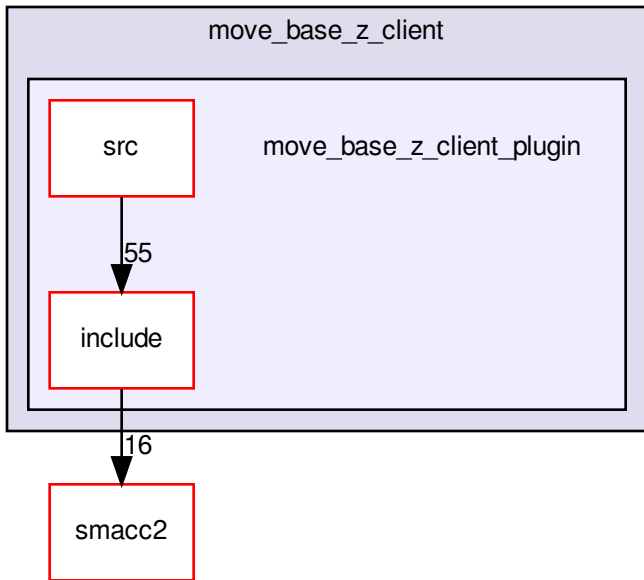 move_base_z_client
src
move_base_z_client_plugin
55
include
16
smacc2